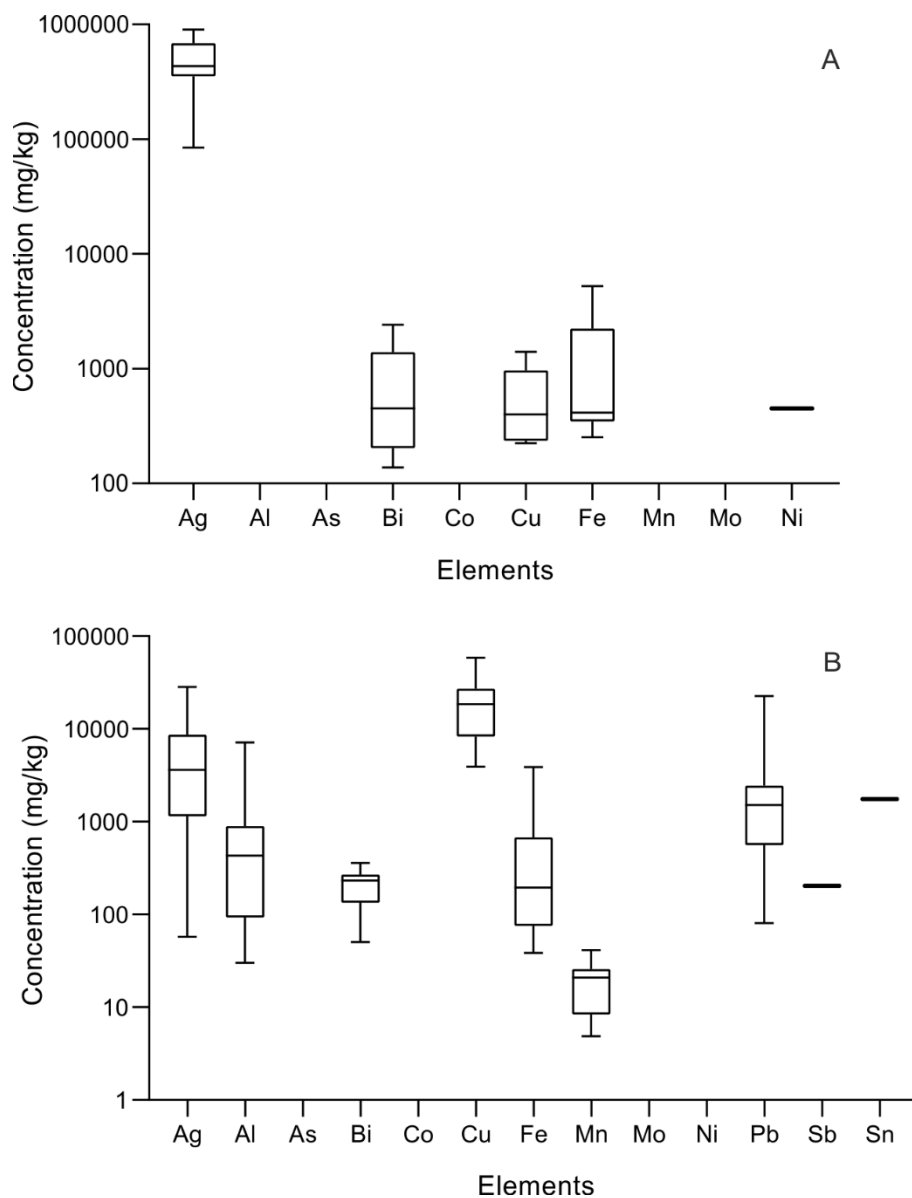 A
1000000
100000
10000
1000
100
Concentration (mg/kg)
Ag Al As Bi Co Cu Fe Mn Mo Ni
Elements
B
100000
10000
1000
100
10
1
Concentration (mg/kg)
Ag Al As Bi Co Cu Fe Mn Mo Ni Pb Sb Sn
Elements